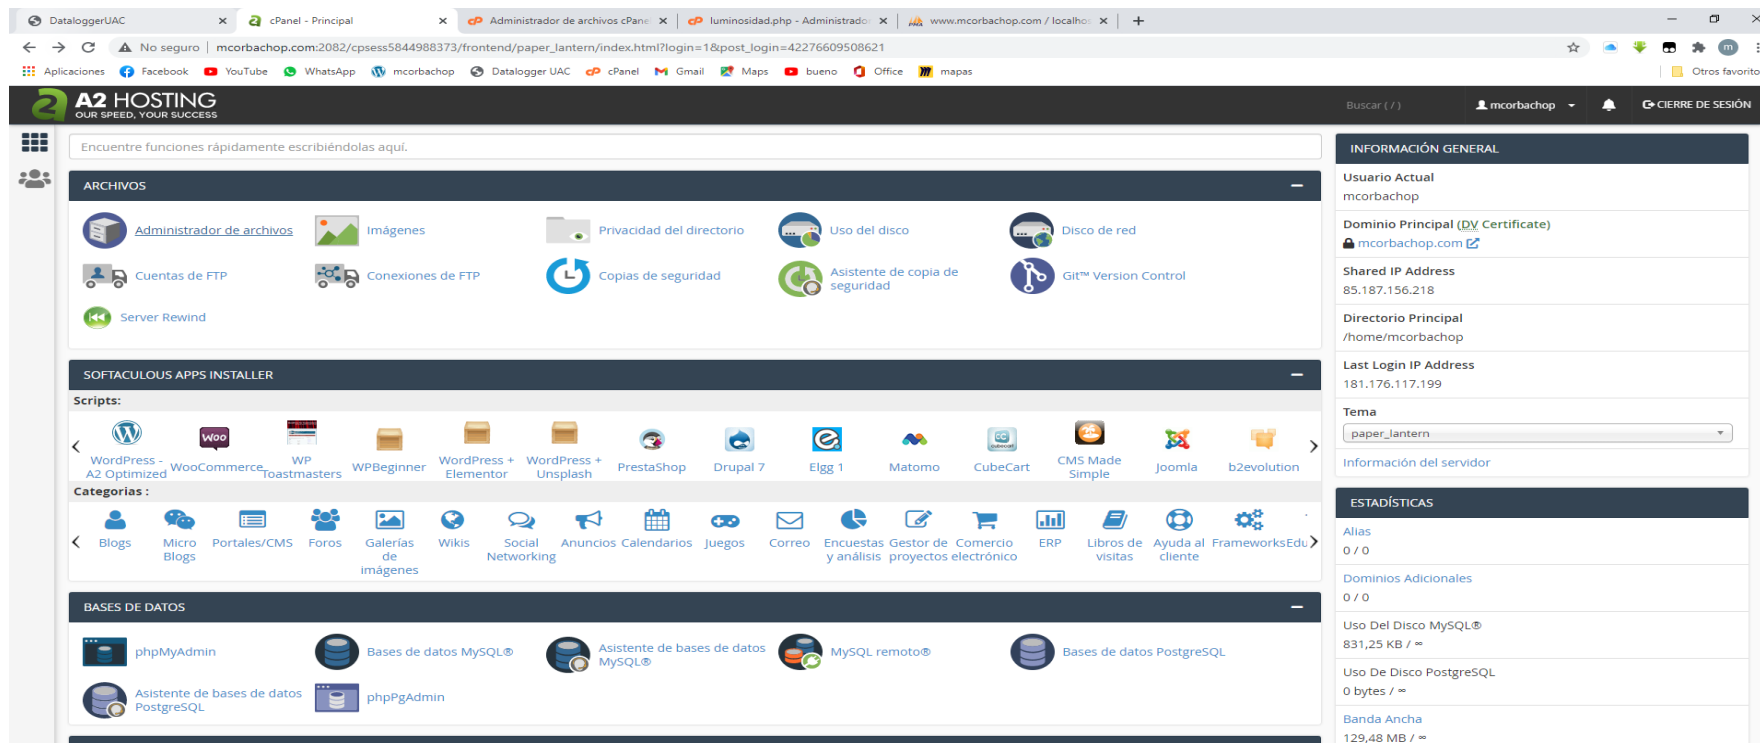 DataloggerUAC
cPanel - Principal
Administrador de archivos cPane
luminosidad.php - Administrado
www.mcorbachop.com / localho
No seguro | mcorbachop.com:2082/cpsess5844988373/frontend/paper_lantern/index.html?login=1&post_login=42276609508621
Aplicaciones Facebook YouTube WhatsApp mcorbachop Datalogger UAC cPanel Gmail Maps bueno Office mapas Otros favorito
A2 HOSTING
OUR SPEED, YOUR SUCCESS
Buscar ( / ) mcorbachop CIERRE DE SESIÓN
Encuentre funciones rápidamente escribiéndolas aquí.
ARCHIVOS
Administrador de archivos Imágenes Privacidad del directorio Uso del disco Disco de red
Cuentas de FTP Conexiones de FTP Copias de seguridad Asistente de copia de
seguridad Git™ Version Control
Server Rewind
SOFTACULOUS APPS INSTALLER
Scripts:
WordPress -
A2 Optimized
WooCommerce
WP
Toastmasters
WPBeginner
WordPress +
Elementor
WordPress +
Unsplash
PrestaShop
Drupal 7
Elgg 1
Matomo
CubeCart
CMS Made
Simple
Joomla
b2evolution
Categorias :
Blogs
Micro
Blogs
Portales/CMS
Foros
Galerías
de
imágenes
Wikis
Social
Networking
Anuncios
Calendarios
Juegos
Correo
Encuestas
y análisis
Gestor de
proyectos
Comercio
electrónico
ERP
Libros de
visitas
Ayuda al
cliente
Frameworks
Edu
BASES DE DATOS
phpMyAdmin
Bases de datos MySQL®
Asistente de bases de datos
MySQL®
MySQL remoto®
Bases de datos PostgreSQL
Asistente de bases de datos
PostgreSQL
phpPgAdmin
INFORMACIÓN GENERAL
Usuario Actual
mcorbachop
Dominio Principal (DV Certificate)
mcorbachop.com
Shared IP Address
85.187.156.218
Directorio Principal
/home/mcorbachop
Last Login IP Address
181.176.117.199
Tema
paper_lantern
Información del servidor
ESTADÍSTICAS
Alias
0 / 0
Dominios Adicionales
0 / 0
Uso Del Disco MySQL®
831,25 KB / ∞
Uso De Disco PostgreSQL
0 bytes / ∞
Banda Ancha
129,48 MB / ∞